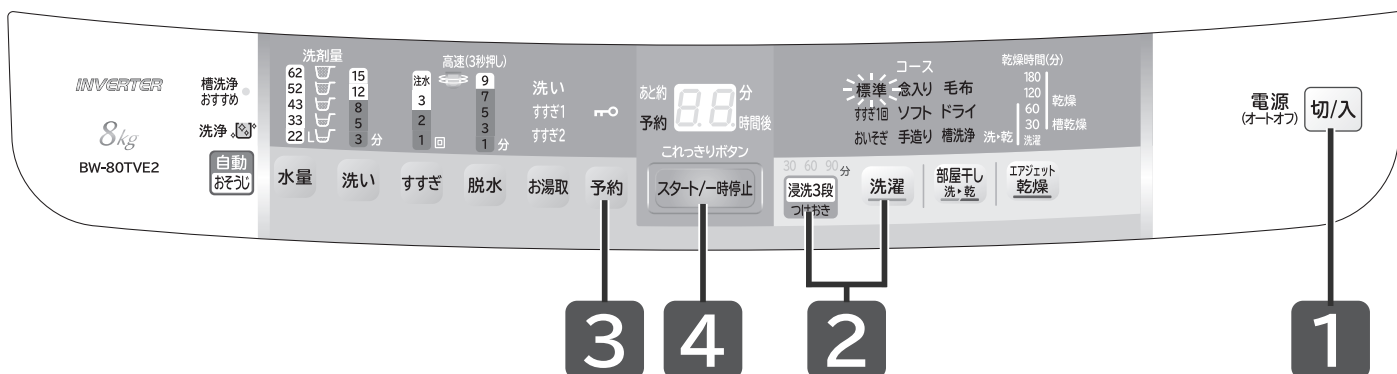 INVERTER
8kg
BW-80TVE2
槽洗浄
おすすめ
洗浄
自動
おそうじ
洗剤量
62
52
43
33
22 L
15
12
8
5
3 分
注水
3
2
1 回
高速(3秒押し)
9
7
5
3
1 分
洗い
すすぎ1
すすぎ2
あと約 88 分
予約 時間後
これっきりボタン
コース
標準 念入り 毛布
すすぎ1回 ソフト ドライ
おいそぎ 手造り 槽洗浄
乾燥時間(分)
180
120
60
30
乾燥
槽乾燥
洗▸乾 洗濯
水量
洗い
すすぎ
脱水
お湯取
予約
スタート/一時停止
30 60 90 分
浸洗3段
つけおき
洗濯
部屋干し
洗▸乾
エアジェット
乾燥
電源
(オートオフ)
切/入
3
4
2
1